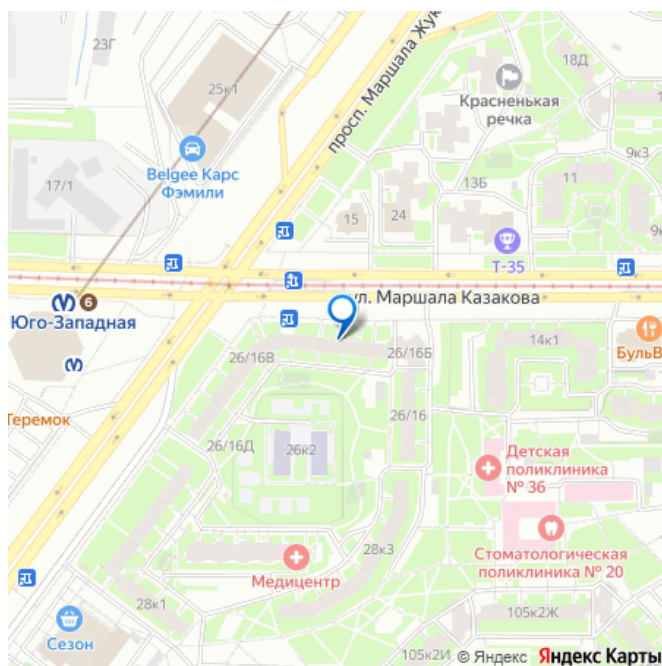 23Г
25к1
просп. Маршала Жук
18Д
Красненькая
речка
Belgee Карс
Фэмили
9к3
11
17/1
13Б
15
24
9к
Т-35
6
ул. Маршала Казакова
Юго-Западная
26/16В
26/16Б
14к1
БульВ
26/16
Теремок
26/16Д
26к2
Детская
поликлиника
№ 36
Стоматологическая
поликлиника № 20
28к3
Медицентр
28к1
105к2Ж
Сезон
105к2И
© Яндекс Яндекс Карты